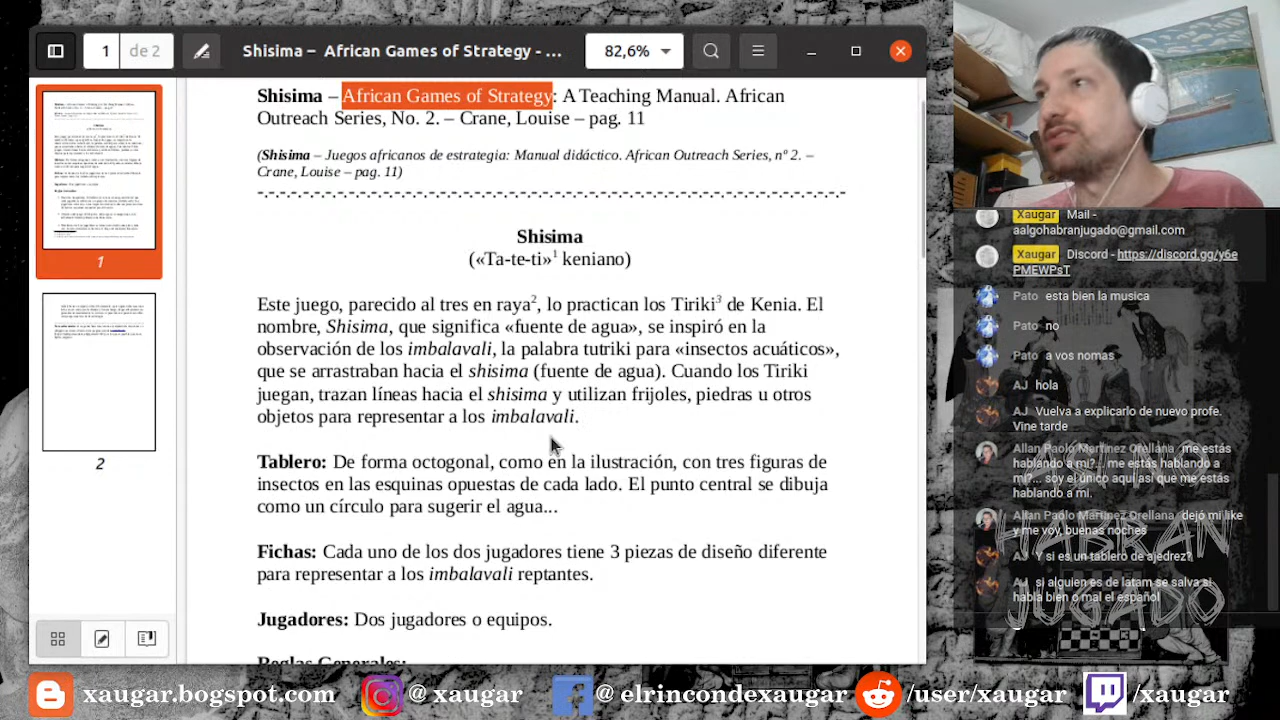 1 de 2
Shisima – African Games of Strategy - ...
82,6%
Shisima – African Games of Strategy: A Teaching Manual. African
Outreach Series, No. 2. – Crane, Louise – pag. 11
(Shisima – Juegos africanos de estrategia. Manual didáctico. African Outreach Series, nº 2. –
Crane, Louise – pag. 11)
Shisima
(«Ta-te-ti»1 keniano)
Este juego, parecido al tres en raya2, lo practican los Tiriki3 de Kenia. El
nombre, Shisima, que significa «fuente de agua», se inspiró en la
observación de los imbalavali, la palabra tutriki para «insectos acuáticos»,
que se arrastraban hacia el shisima (fuente de agua). Cuando los Tiriki
juegan, trazan líneas hacia el shisima y utilizan frijoles, piedras u otros
objetos para representar a los imbalavali.
Tablero: De forma octogonal, como en la ilustración, con tres figuras de
insectos en las esquinas opuestas de cada lado. El punto central se dibuja
como un círculo para sugerir el agua...
Fichas: Cada uno de los dos jugadores tiene 3 piezas de diseño diferente
para representar a los imbalavali reptantes.
Jugadores: Dos jugadores o equipos.
Reglas Generales:
1
2
Xaugar Mail -
aalgohabranjugado@gmail.com
Xaugar Discord - https://discord.gg/y6e
PMEWPsT
Pato esta bien la musica
Pato no
Pato a vos nomas
AJ hola
AJ Vuelva a explicarlo de nuevo profe.
Vine tarde
Allan Paolo Martinez Orellana me estás
hablando a mi?... me estás hablando a
mi?... soy el único aquí asi que me estás
hablando a mi.
Allan Paolo Martinez Orellana dejó mi like
y me voy, buenas noches
AJ Y si es un tablero de ajedrez?
AJ si alguien es de latam se salva si
habla bien o mal el español
HABRAN
JUGADO
xaugar.bogspot.com
@ xaugar
@ elrincondexaugar
/user/xaugar
/xaugar